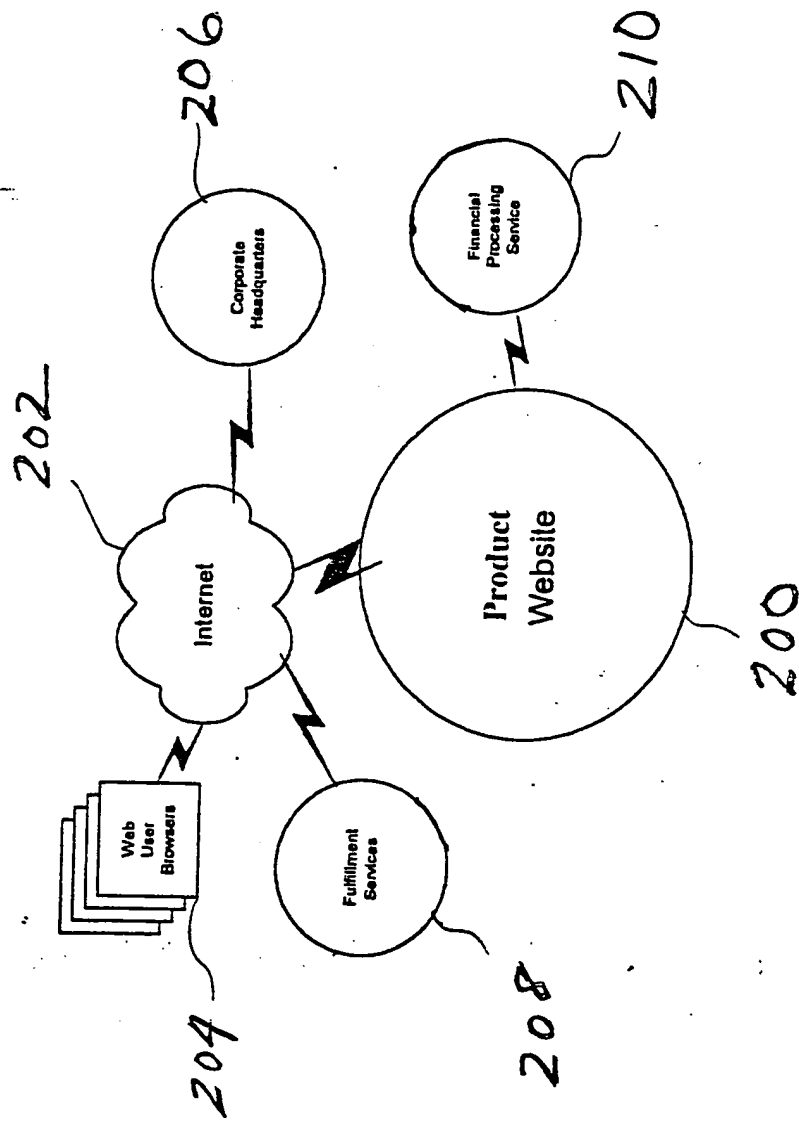 204
Web
User
Browsers
202
Internet
206
Corporate
Headquarters
208
Fulfillment
Services
Product
Website
200
Financial
Processing
Service
210